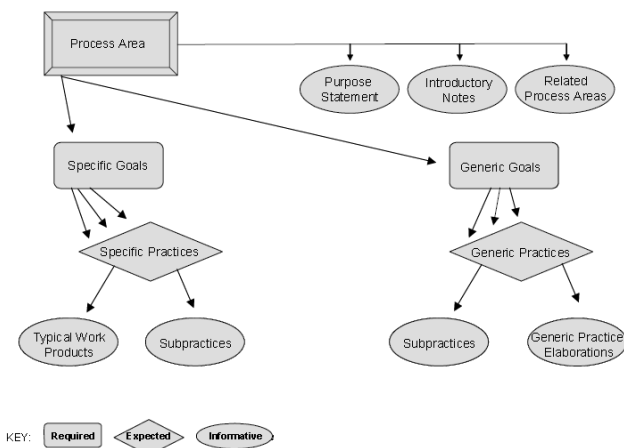 Process Area
Purpose
Statement
Introductory
Notes
Related
Process Areas
Specific Goals
Generic Goals
Specific Practices
Generic Practices
Typical Work
Products
Subpractices
Subpractices
Generic Practice
Elaborations
KEY:
Required
Expected
Informative